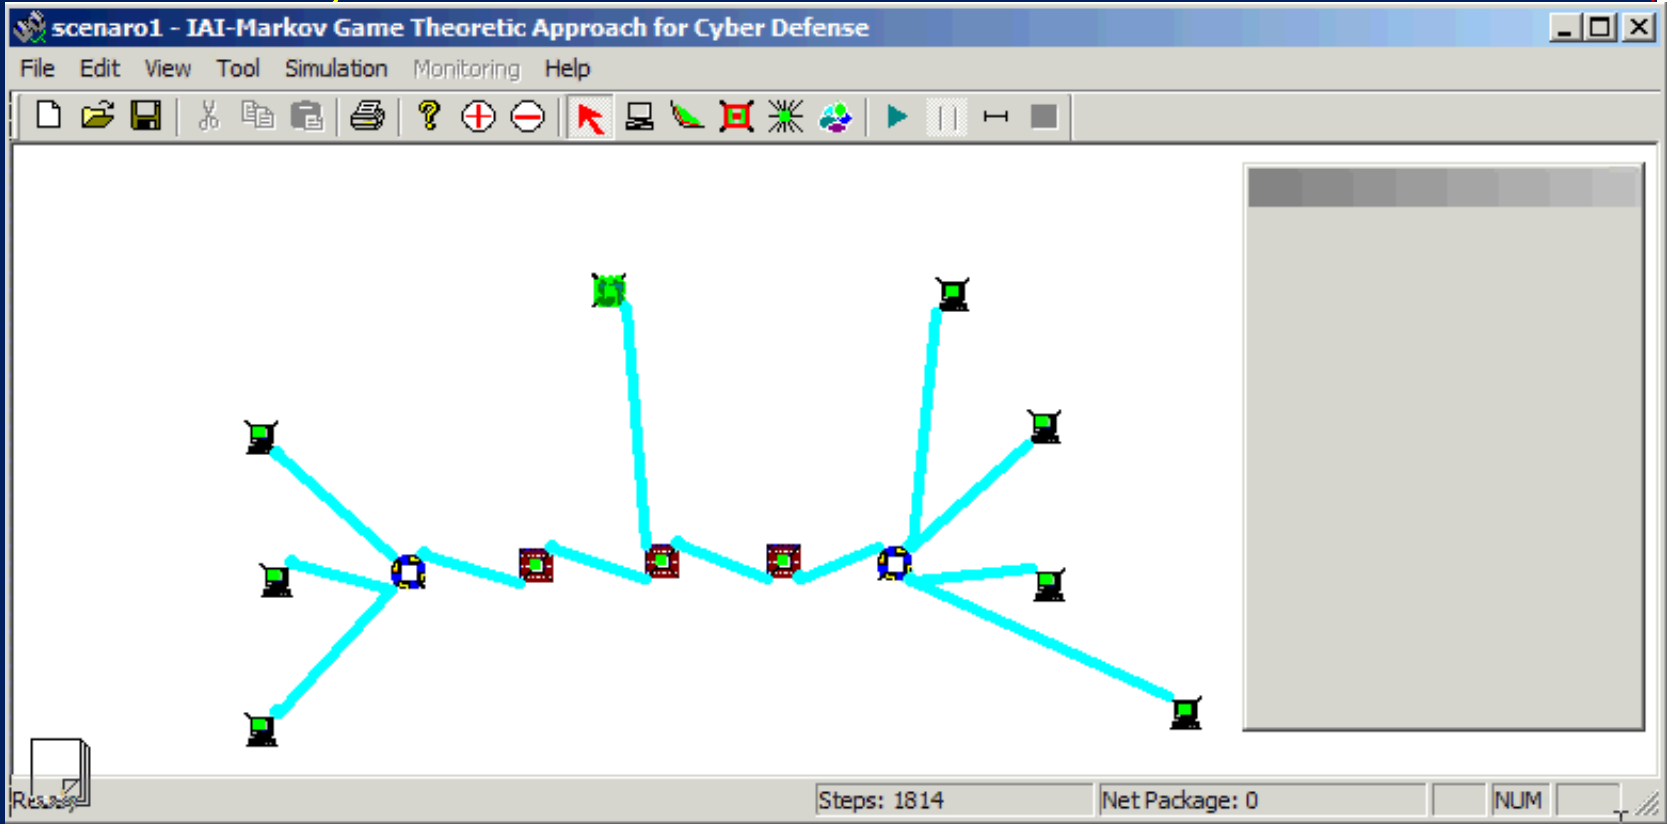 scenaro1 - IAI-Markov Game Theoretic Approach for Cyber Defense
File Edit View Tool Simulation Monitoring Help
Steps: 1814 Net Package: 0 NUM